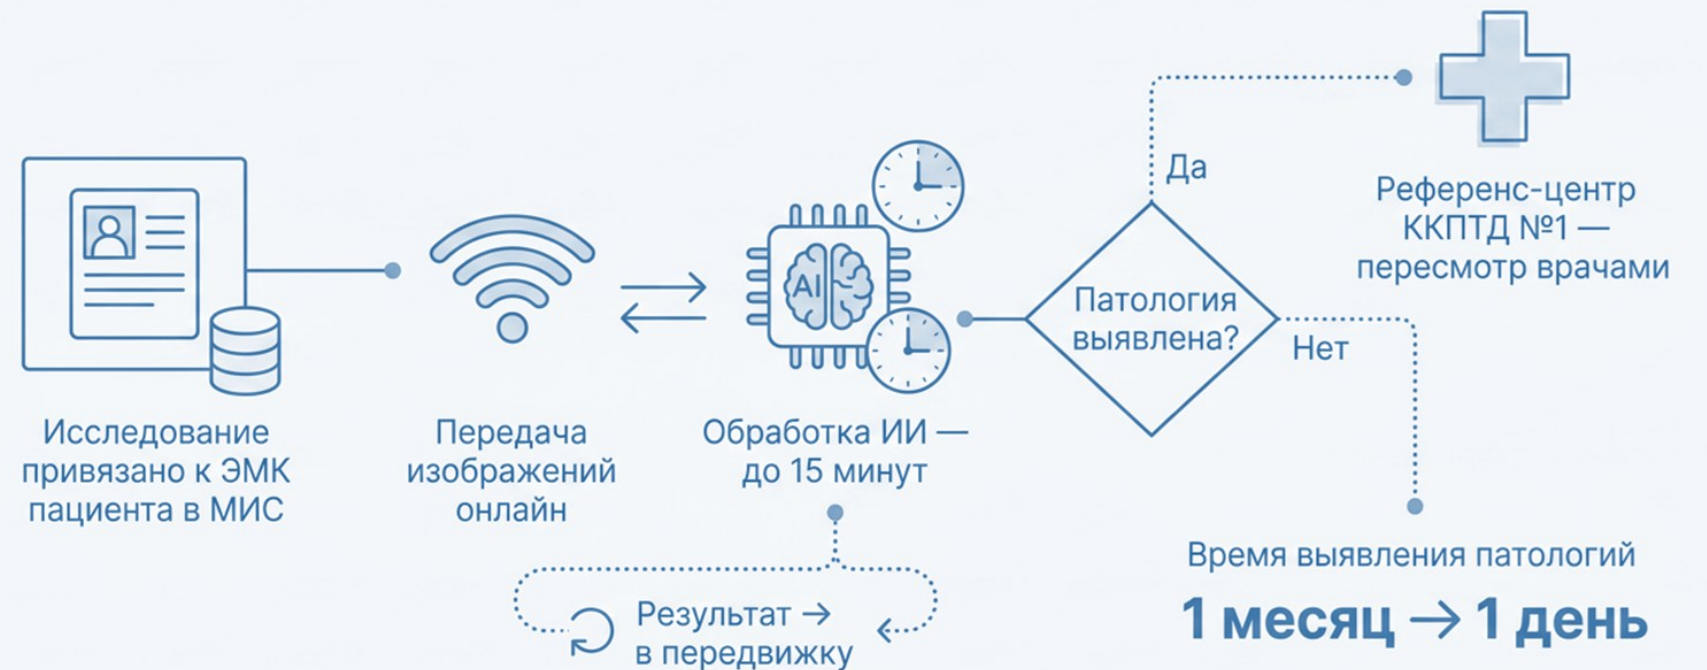 Исследование
привязано к ЭМК
пациента в МИС
Передача
изображений
онлайн
AI
Обработка ИИ —
до 15 минут
Результат →
в передвижку
Патология
выявлена?
Да
Референс-центр
ККПТД №1 —
пересмотр врачами
Нет
Время выявления патологий
1 месяц → 1 день